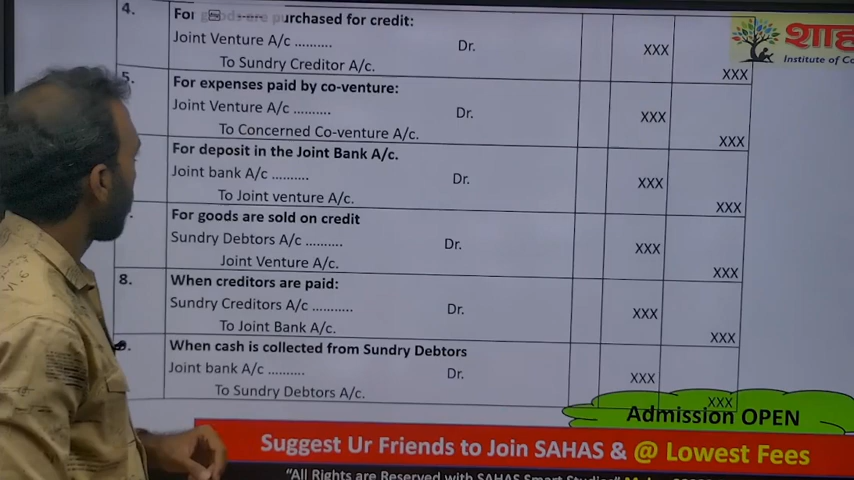 4.
For goods are purchased for credit:
Joint Venture A/c .......... Dr. XXX
To Sundry Creditor A/c. XXX
5.
For expenses paid by co-venture:
Joint Venture A/c .......... Dr. XXX
To Concerned Co-venture A/c. XXX
For deposit in the Joint Bank A/c.
Joint bank A/c .......... Dr. XXX
To Joint venture A/c. XXX
For goods are sold on credit
Sundry Debtors A/c .......... Dr. XXX
Joint Venture A/c. XXX
8.
When creditors are paid:
Sundry Creditors A/c ........... Dr. XXX
To Joint Bank A/c. XXX
When cash is collected from Sundry Debtors
Joint bank A/c .......... Dr. XXX
To Sundry Debtors A/c. XXX
Institute of Co
Admission OPEN
Suggest Ur Friends to Join SAHAS & @ Lowest Fees
"All Rights are Reserved with SAHAS Smart Studies"